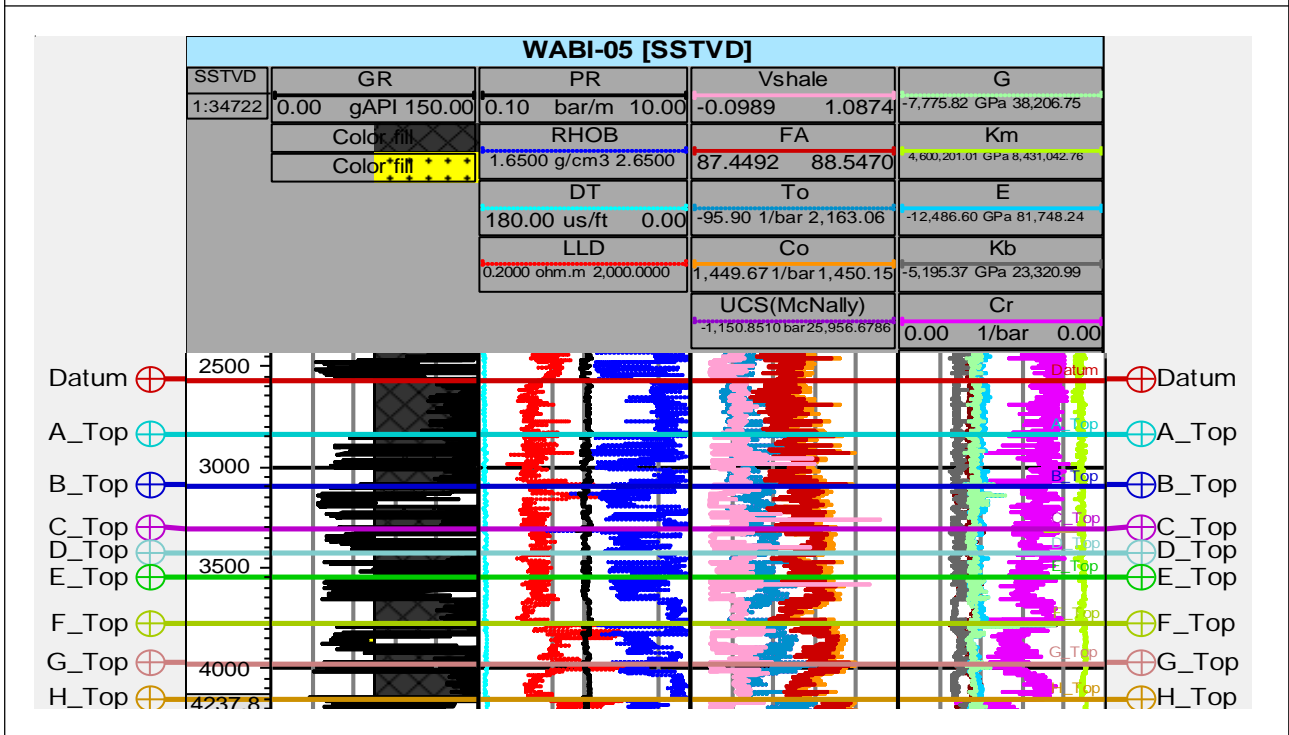 WABI-05 [SSTVD]
SSTVD GR PR Vshale G
1:34722 0.00 gAPI 150.00 0.10 bar/m 10.00 -0.0989 1.0874 -7,775.82 GPa 38,206.75
Color fill RHOB FA Km
Color fill 1.6500 g/cm3 2.6500 87.4492 88.5470 4,600,201.01 GPa 8,431,042.76
DT To E
180.00 us/ft 0.00 -95.90 1/bar 2,163.06 -12,486.60 GPa 81,748.24
LLD Co Kb
0.2000 ohm.m 2,000.0000 1,449.67 1/bar 1,450.15 -5,195.37 GPa 23,320.99
UCS(McNally) Cr
-1,150.8510 bar 25,956.6786 0.00 1/bar 0.00
2500
Datum Datum Datum
A_Top A_Top A_Top
3000
B_Top B_Top B_Top
C_Top C_Top
D_Top D_Top
3500
E_Top E_Top
F_Top F_Top
G_Top G_Top G_Top
4000
H_Top H_Top
4237.8